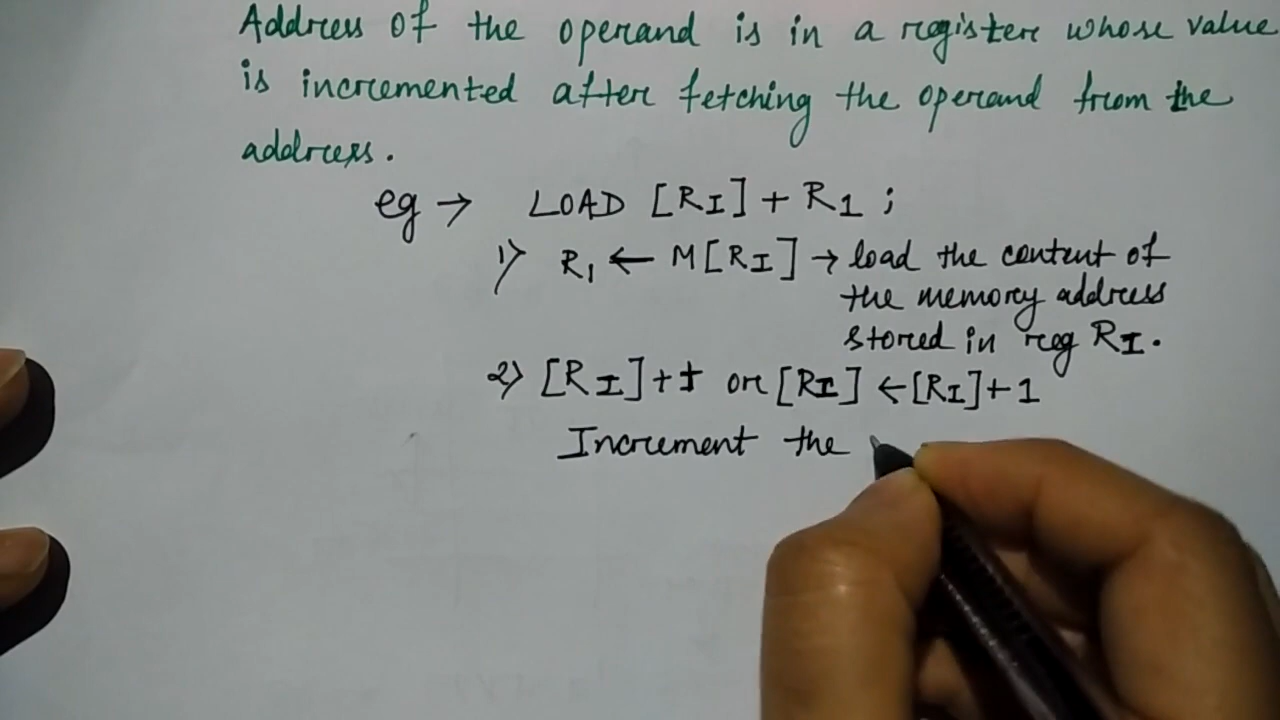 Address of the operand is in a register whose value
is incremented after fetching the operand from the
address.
eg → LOAD [RI] + R1 ;
1) R1 ← M[RI] → load the content of
the memory address
stored in reg RI.
2) [RI]++ or [RI] ← [RI]+1
Increment the